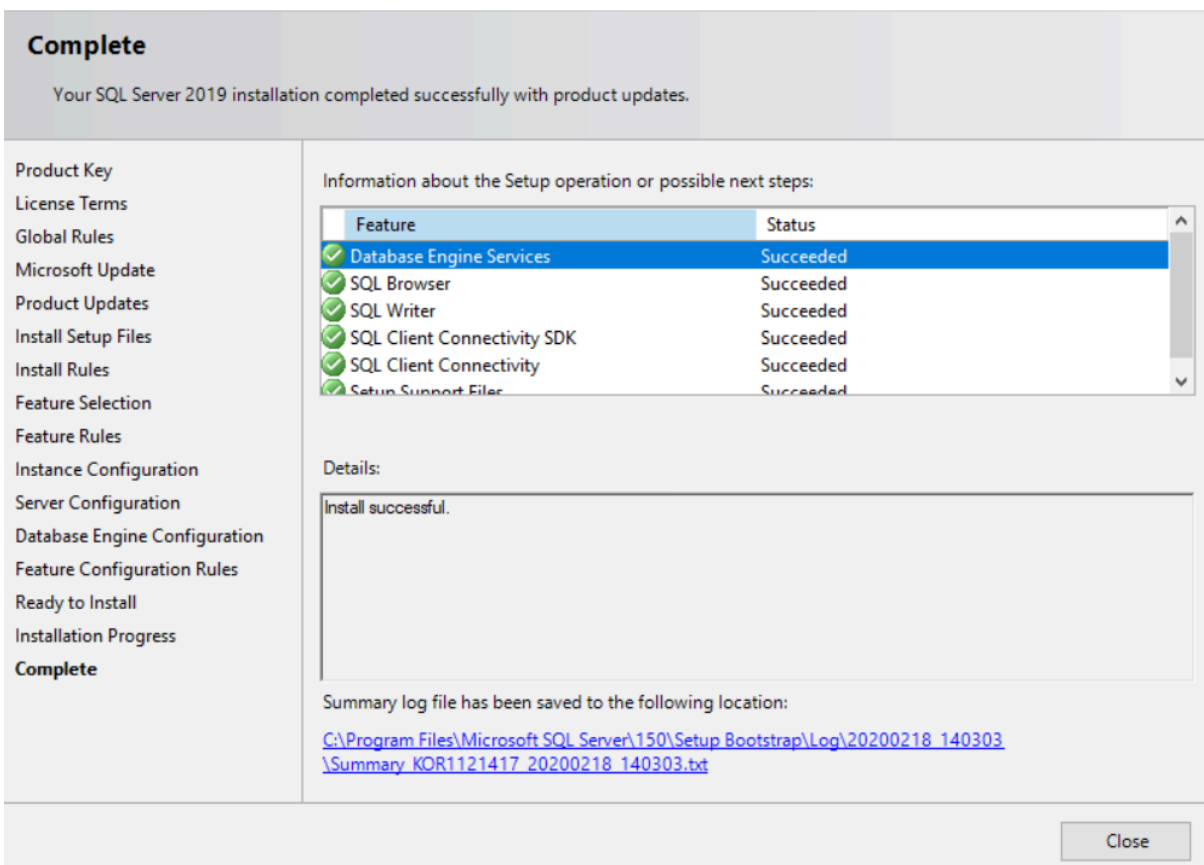 Complete
Your SQL Server 2019 installation completed successfully with product updates.
Product Key
License Terms
Global Rules
Microsoft Update
Product Updates
Install Setup Files
Install Rules
Feature Selection
Feature Rules
Instance Configuration
Server Configuration
Database Engine Configuration
Feature Configuration Rules
Ready to Install
Installation Progress
Complete
Information about the Setup operation or possible next steps:
Feature Status
Database Engine Services Succeeded
SQL Browser Succeeded
SQL Writer Succeeded
SQL Client Connectivity SDK Succeeded
SQL Client Connectivity Succeeded
Setup Support Files Succeeded
Details:
Install successful.
Summary log file has been saved to the following location:
C:\Program Files\Microsoft SQL Server\150\Setup Bootstrap\Log\20200218_140303
\Summary_KOR1121417_20200218_140303.txt
Close